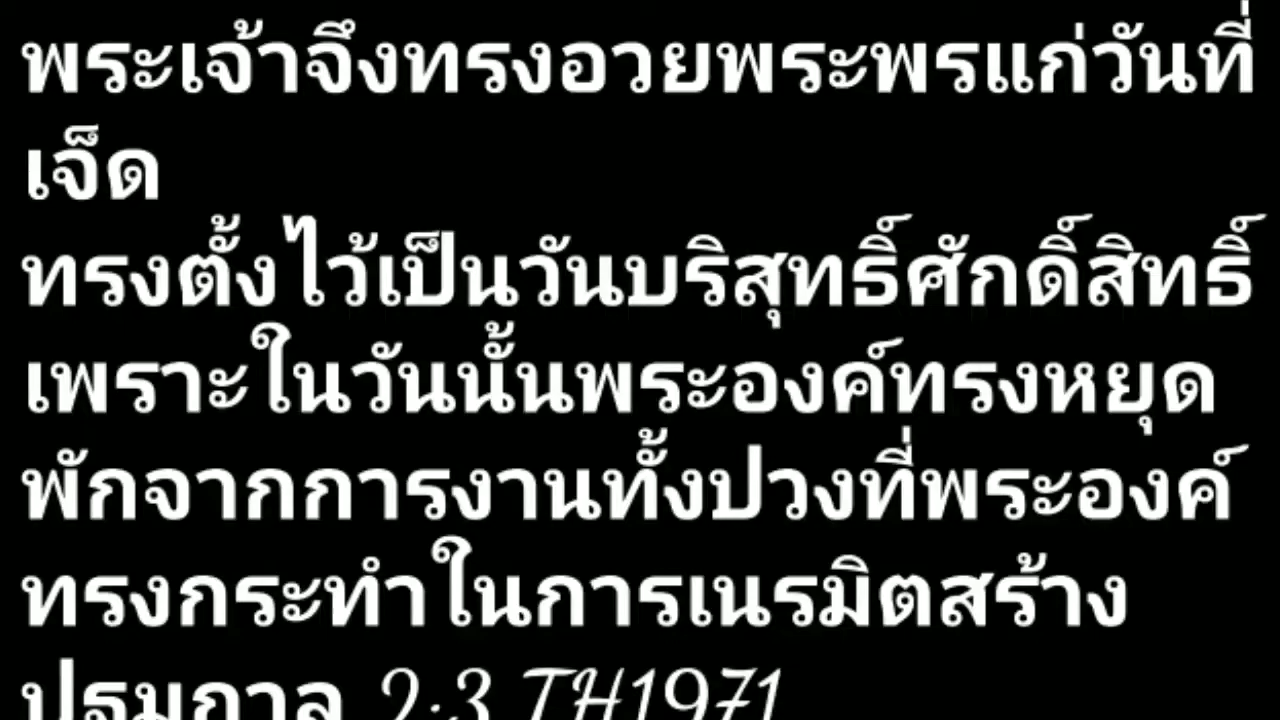 พระเจ้าจึงทรงอวยพระพรแก่วันที่
เจ็ด
ทรงตั้งไว้เป็นวันบริสุทธิ์ศักดิ์สิทธิ์
เพราะในวันนั้นพระองค์ทรงหยุด
พักจากการงานทั้งปวงที่พระองค์
ทรงกระทำในการเนรมิตสร้าง
ปฐมกาล 2:3 TH1971